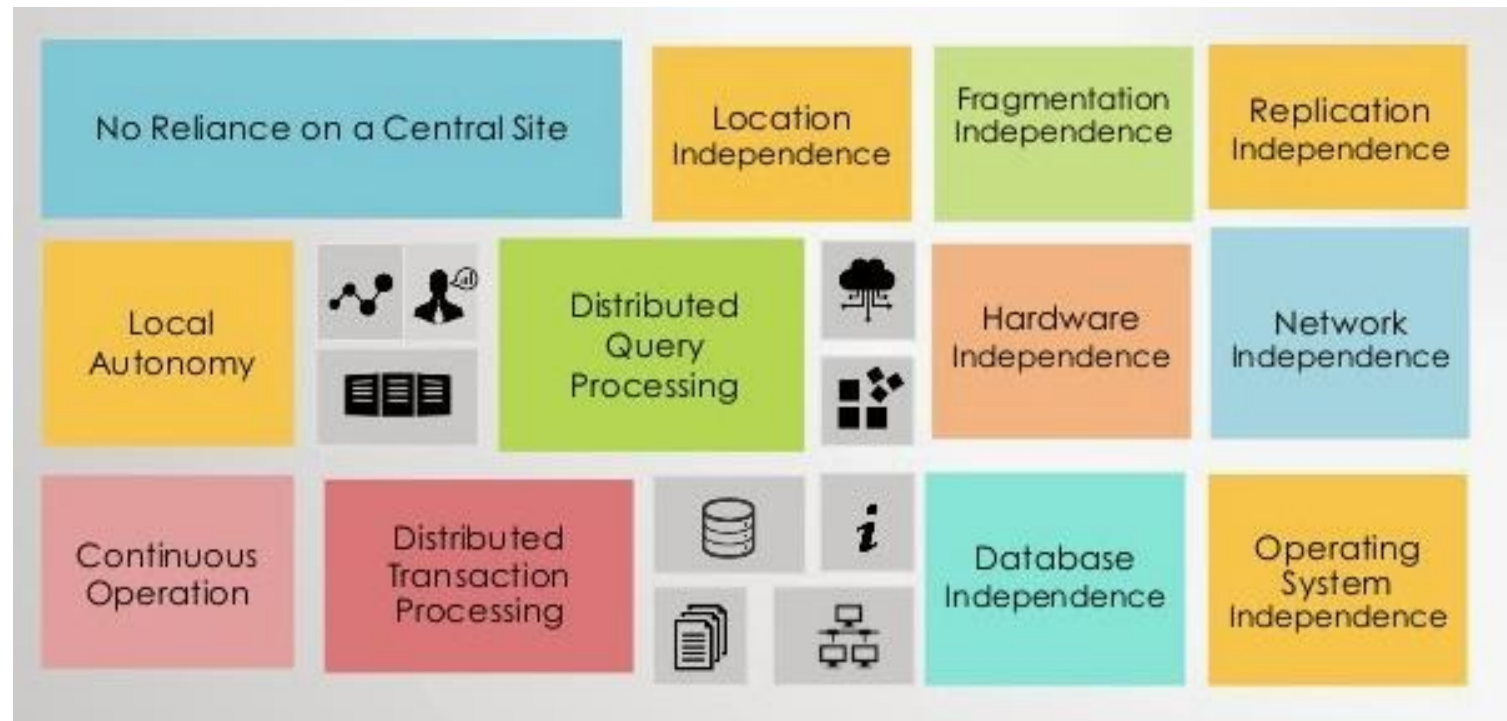 No Reliance on a Central Site
Location
Independence
Fragmentation
Independence
Replication
Independence
Local
Autonomy
Distributed
Query
Processing
Hardware
Independence
Network
Independence
Continuous
Operation
Distributed
Transaction
Processing
i
Database
Independence
Operating
System
Independence